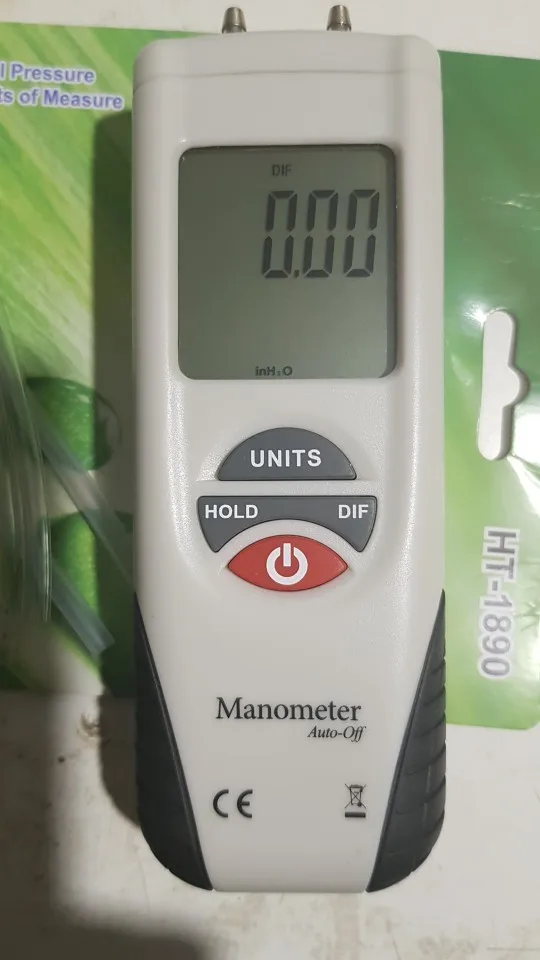 l Pressure
ts of Measure
DIF
0.00
inH₂O
UNITS
HOLD DIF
HT-1890
Manometer
Auto-Off
CE